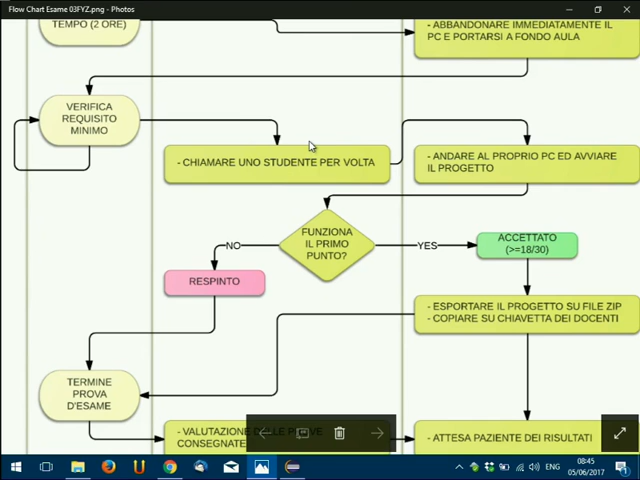 Flow Chart Esame 03FYZ.png - Photos
TEMPO (2 ORE)
- ABBANDONARE IMMEDIATAMENTE IL
PC E PORTARSI A FONDO AULA
VERIFICA
REQUISITO
MINIMO
- CHIAMARE UNO STUDENTE PER VOLTA
- ANDARE AL PROPRIO PC ED AVVIARE
IL PROGETTO
FUNZIONA
IL PRIMO
PUNTO?
NO
YES
ACCETTATO
(>=18/30)
RESPINTO
- ESPORTARE IL PROGETTO SU FILE ZIP
- COPIARE SU CHIAVETTA DEI DOCENTI
TERMINE
PROVA
D'ESAME
- VALUTAZIONE DELLE PROVE
CONSEGNATE
- ATTESA PAZIENTE DEI RISULTATI
08:45
05/06/2017